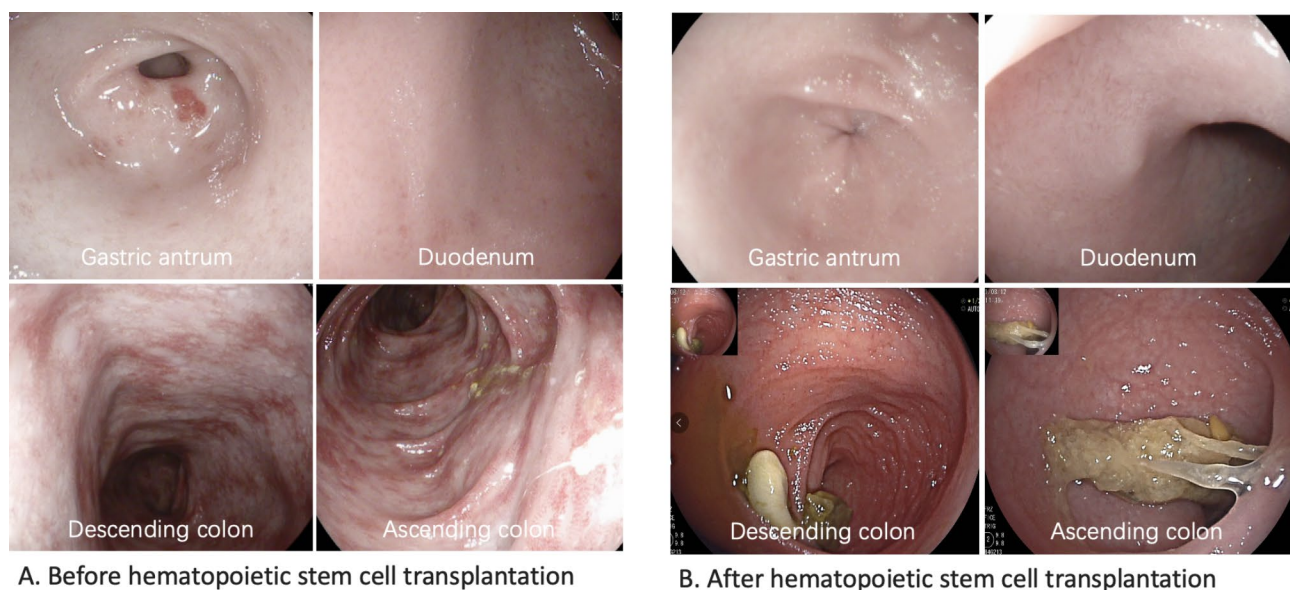 Gastric antrum
Duodenum
Descending colon
Ascending colon
A. Before hematopoietic stem cell transplantation
Gastric antrum
Duodenum
Descending colon
Ascending colon
B. After hematopoietic stem cell transplantation